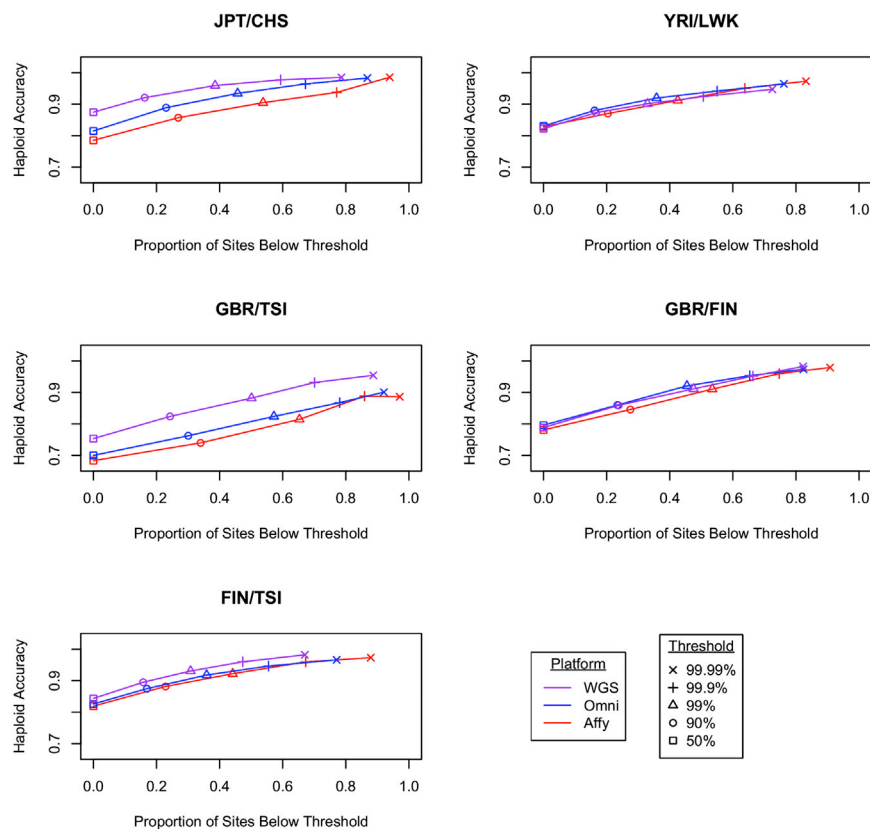 JPT/CHS
Haploid Accuracy
0.9
0.7
0.0 0.2 0.4 0.6 0.8 1.0
Proportion of Sites Below Threshold
YRI/LWK
Haploid Accuracy
0.9
0.7
0.0 0.2 0.4 0.6 0.8 1.0
Proportion of Sites Below Threshold
GBR/TSI
Haploid Accuracy
0.9
0.7
0.0 0.2 0.4 0.6 0.8 1.0
Proportion of Sites Below Threshold
GBR/FIN
Haploid Accuracy
0.9
0.7
0.0 0.2 0.4 0.6 0.8 1.0
Proportion of Sites Below Threshold
FIN/TSI
Haploid Accuracy
0.9
0.7
0.0 0.2 0.4 0.6 0.8 1.0
Proportion of Sites Below Threshold
Platform
WGS
Omni
Affy
Threshold
99.99%
99.9%
99%
90%
50%